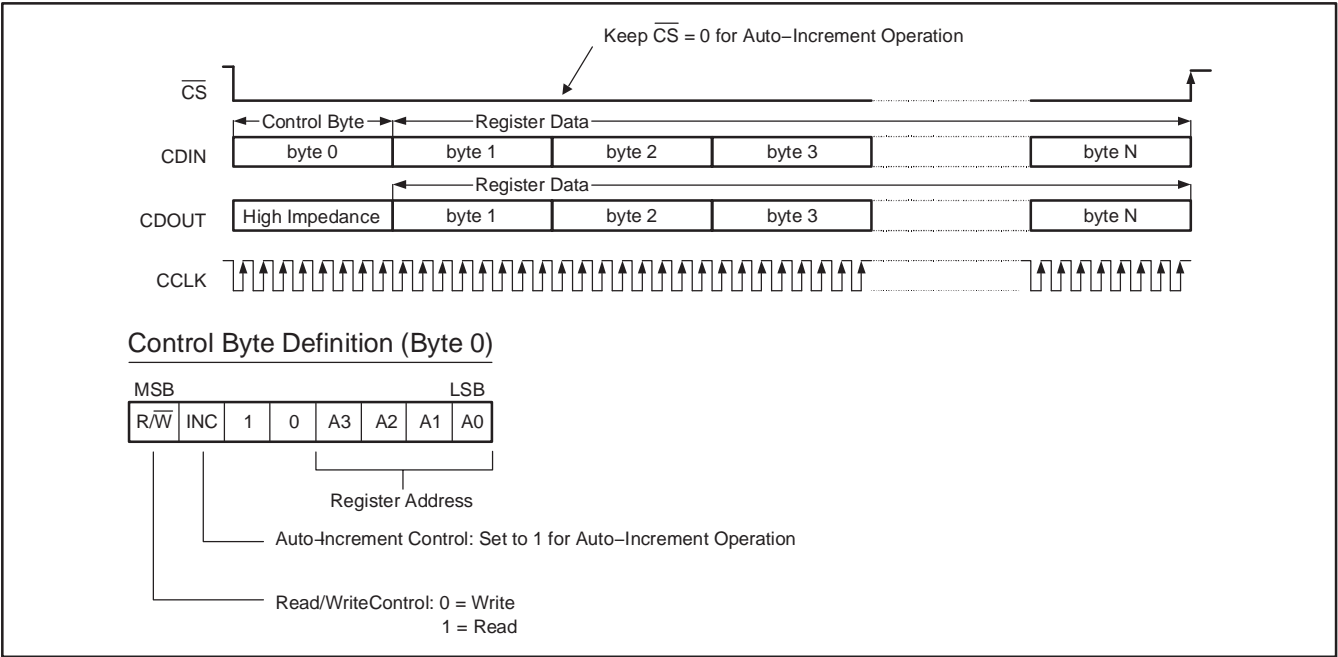 Keep C̅S̅ = 0 for Auto−Increment Operation
C̅S̅
Control Byte
Register Data
CDIN
byte 0
byte 1
byte 2
byte 3
byte N
Register Data
CDOUT
High Impedance
byte 1
byte 2
byte 3
byte N
CCLK
Control Byte Definition (Byte 0)
MSB
LSB
R/W̅
INC
1
0
A3
A2
A1
A0
Register Address
Auto−Increment Control: Set to 1 for Auto−Increment Operation
Read/WriteControl: 0 = Write
1 = Read